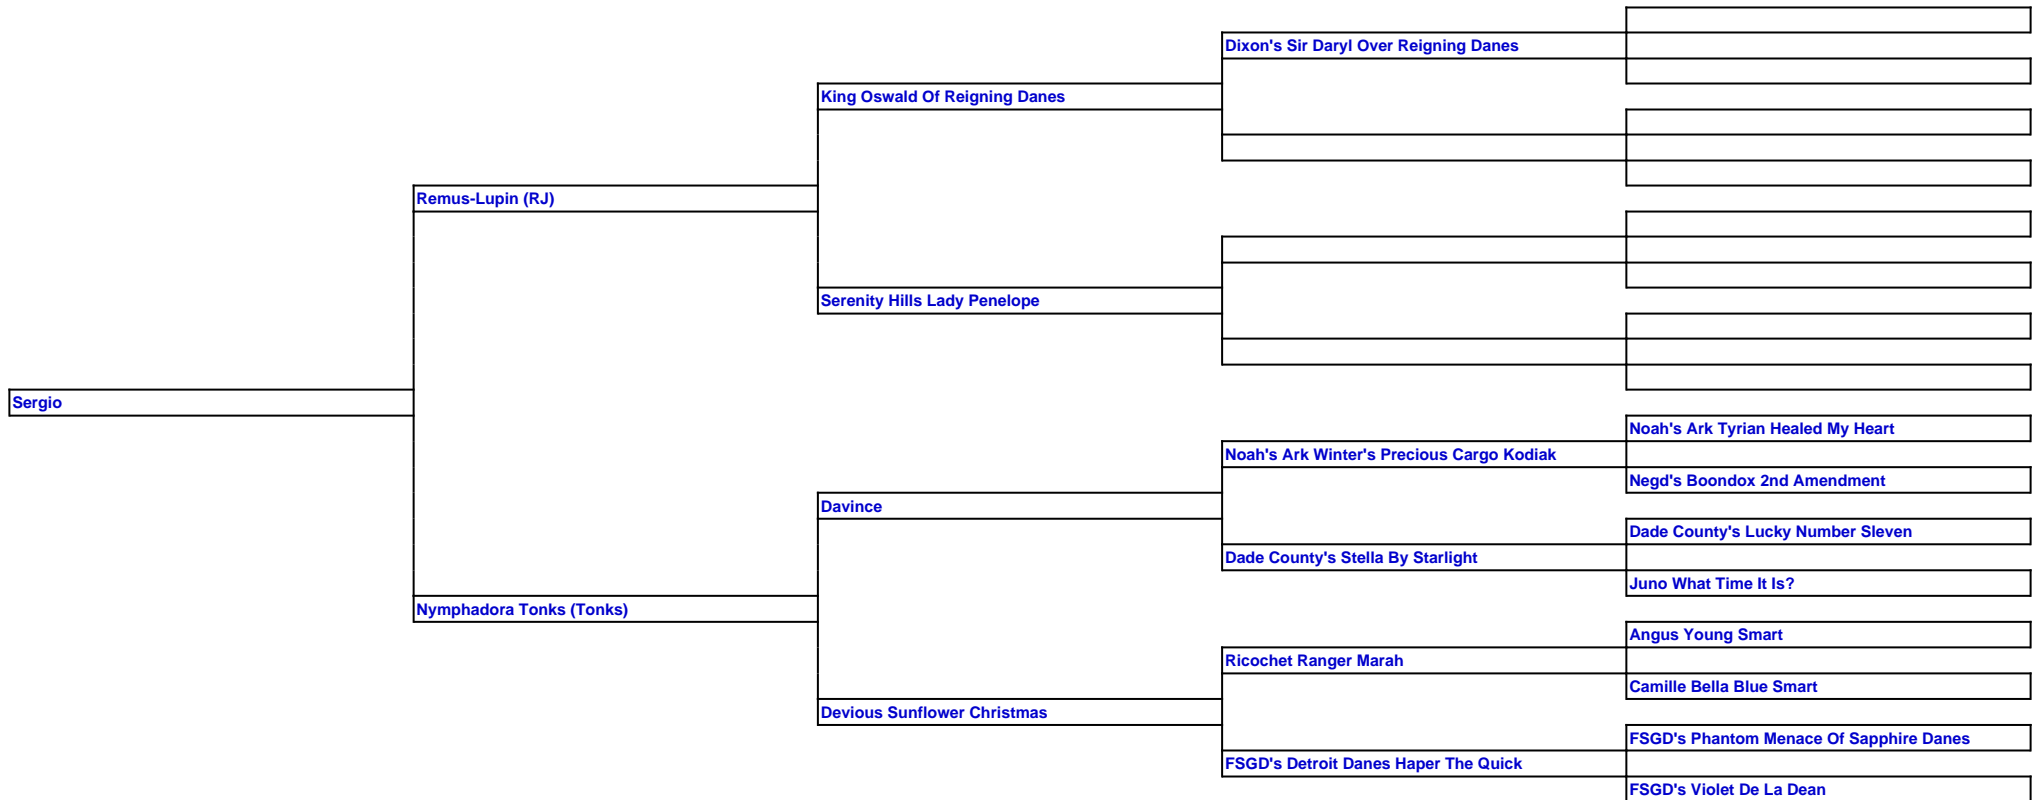 Dixon's Sir Daryl Over Reigning Danes
King Oswald Of Reigning Danes
Remus-Lupin (RJ)
Serenity Hills Lady Penelope
Sergio
Noah's Ark Tyrian Healed My Heart
Noah's Ark Winter's Precious Cargo Kodiak
Negd's Boondox 2nd Amendment
Davince
Dade County's Lucky Number Sleven
Dade County's Stella By Starlight
Juno What Time It Is?
Nymphadora Tonks (Tonks)
Angus Young Smart
Ricochet Ranger Marah
Camille Bella Blue Smart
Devious Sunflower Christmas
FSGD's Phantom Menace Of Sapphire Danes
FSGD's Detroit Danes Haper The Quick
FSGD's Violet De La Dean